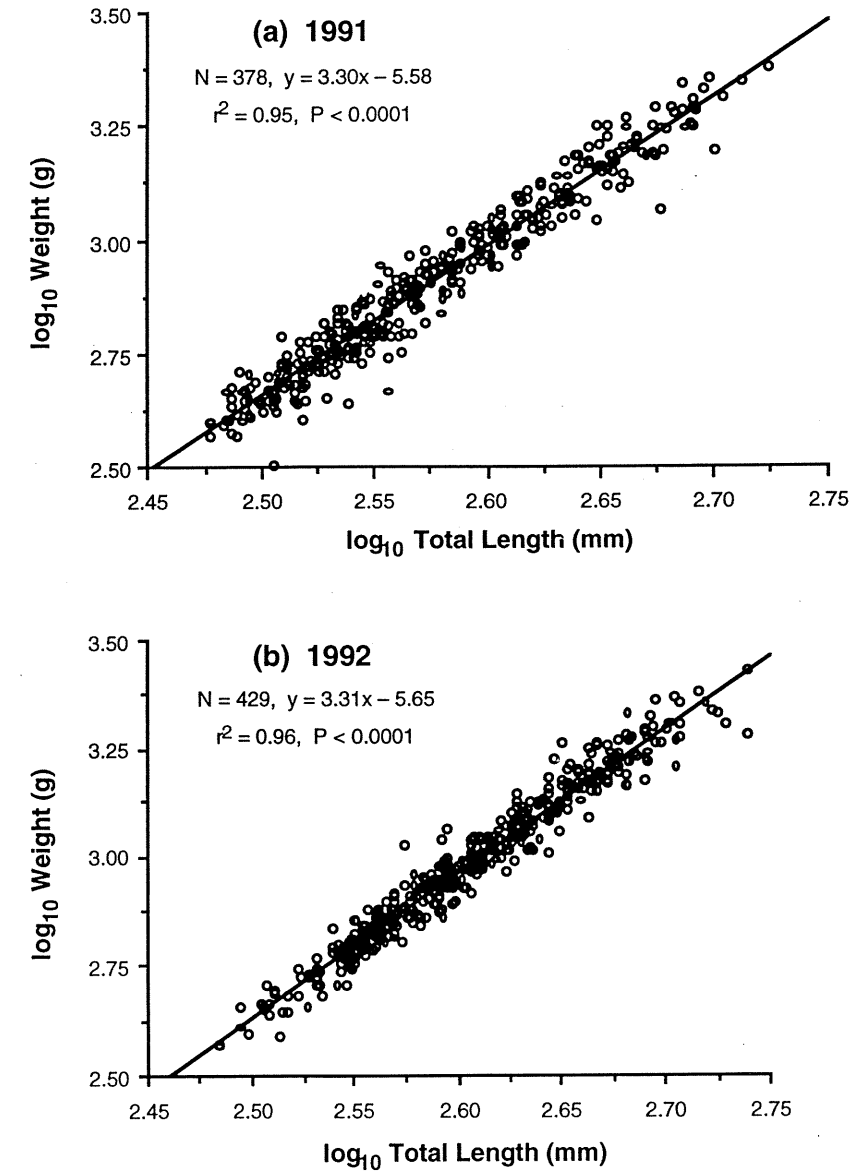 (a) 1991
N = 378, y = 3.30x – 5.58
r2 = 0.95, P < 0.0001
3.50
3.25
3.00
2.75
2.50
log10 Weight (g)
2.45 2.50 2.55 2.60 2.65 2.70 2.75
log10 Total Length (mm)
(b) 1992
N = 429, y = 3.31x – 5.65
r2 = 0.96, P < 0.0001
3.50
3.25
3.00
2.75
2.50
log10 Weight (g)
2.45 2.50 2.55 2.60 2.65 2.70 2.75
log10 Total Length (mm)